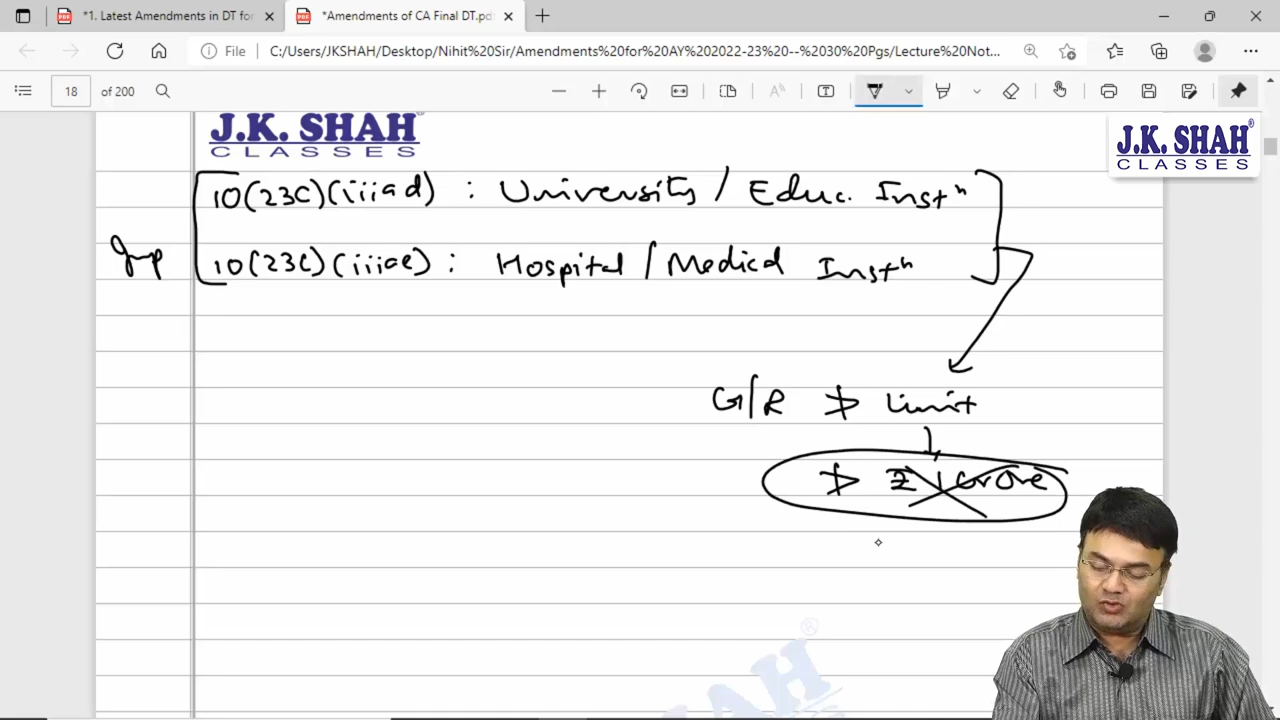 *1. Latest Amendments in DT for
*Amendments of CA Final DT.pdf
File C:/Users/JKSHAH/Desktop/Nihit%20Sir/Amendments%20for%20AY%202022-23%20--%2030%20Pgs/Lecture%20Not...
18 of 200
J.K. SHAH®
CLASSES
J.K. SHAH®
CLASSES
10(23C)(iiiad) : University / Educ. Instⁿ
Imp 10(23C)(iiiae) : Hospital / Medical Instⁿ
G/R ≯ limit
≯ ₹ 1 crore
SHAH®